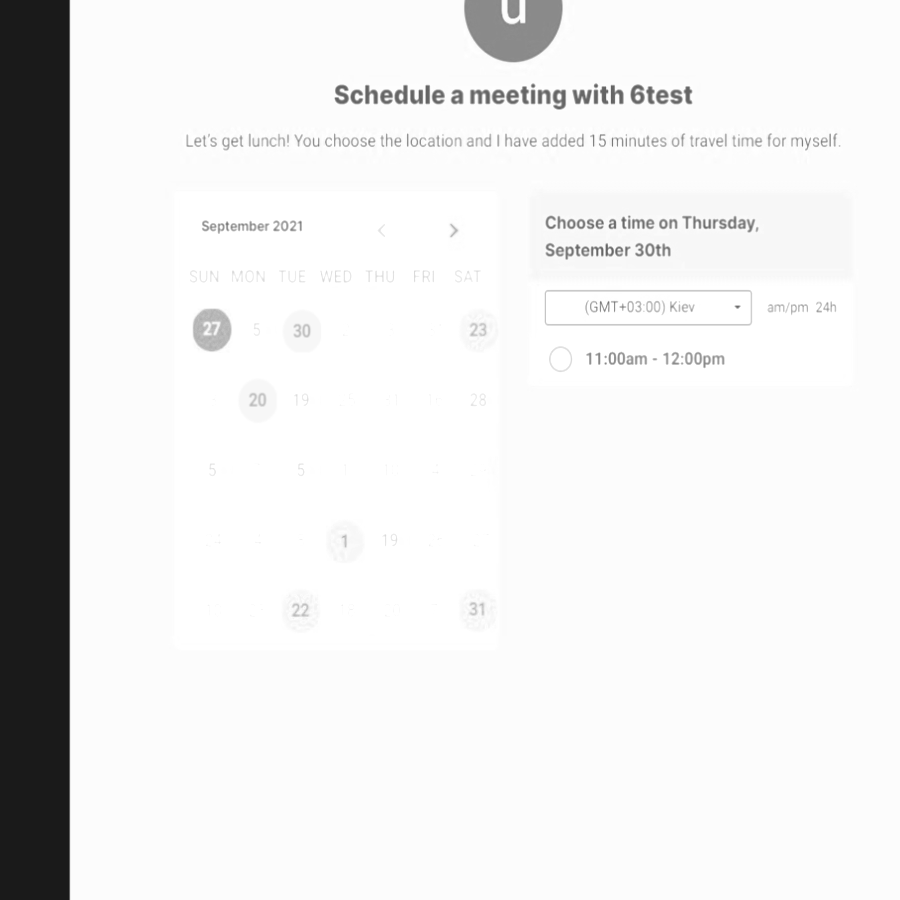 u
Schedule a meeting with 6test
Let's get lunch! You choose the location and I have added 15 minutes of travel time for myself.
September 2021
SUN MON TUE WED THU FRI SAT
27 5 30 23
20 19 28
5 5
1 19
22 31
Choose a time on Thursday,
September 30th
(GMT+03:00) Kiev am/pm 24h
11:00am - 12:00pm